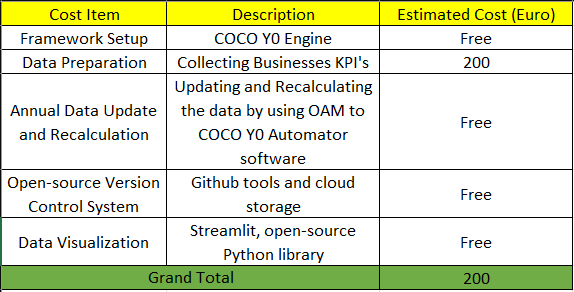 Cost Item Description Estimated Cost (Euro)
Framework Setup COCO Y0 Engine Free
Data Preparation Collecting Businesses KPI's 200
Annual Data Update
and Recalculation
Updating and Recalculating
the data by using OAM to
COCO Y0 Automator
software
Free
Open-source Version
Control System
Github tools and cloud
storage
Free
Data Visualization
Streamlit, open-source
Python library
Free
Grand Total 200